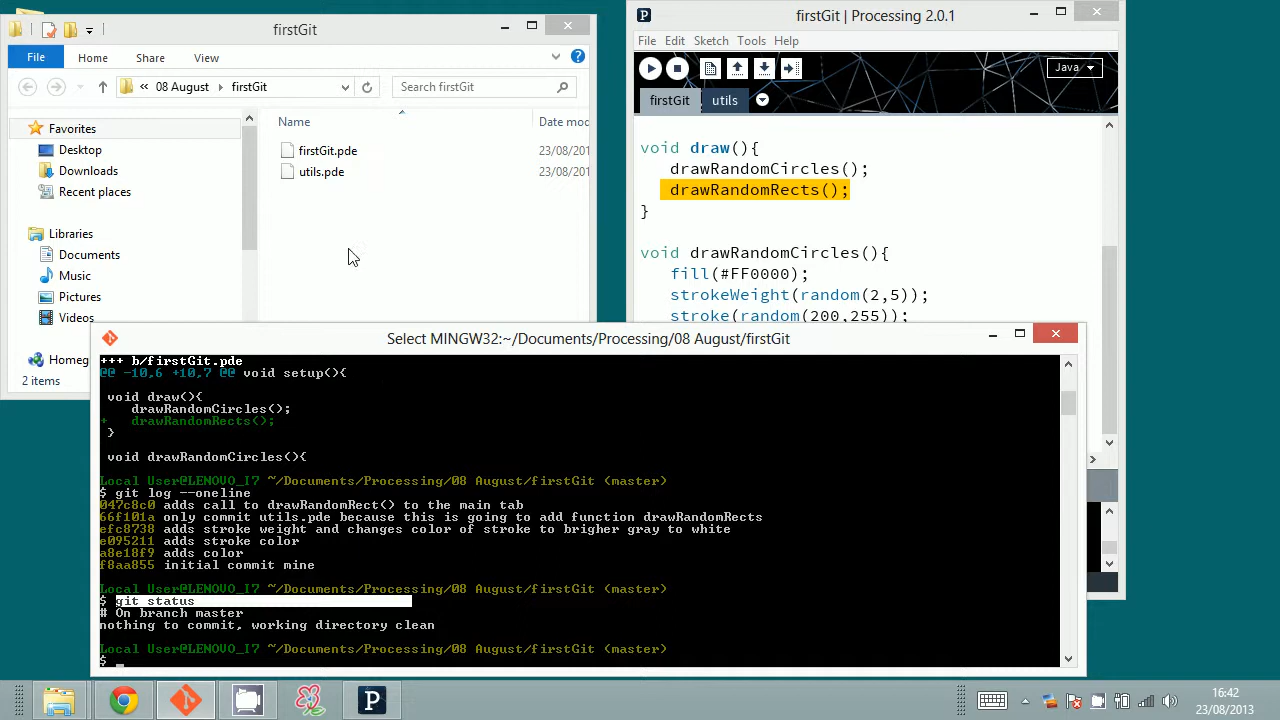 firstGit
File Home Share View
08 August firstGit
Search firstGit
Name Date mod
Favorites
Desktop
Downloads
Recent places
Libraries
Documents
Music
Pictures
Videos
Homeg
firstGit.pde 23/08/201
utils.pde 23/08/201
2 items
firstGit | Processing 2.0.1
File Edit Sketch Tools Help
Java
firstGit utils
void draw(){
drawRandomCircles();
drawRandomRects();
}
void drawRandomCircles(){
fill(#FF0000);
strokeWeight(random(2,5));
stroke(random(200,255));
Select MINGW32:~/Documents/Processing/08 August/firstGit
+++ b/firstGit.pde
@@ -10,6 +10,7 @@ void setup(){
void draw(){
drawRandomCircles();
+ drawRandomRects();
}
void drawRandomCircles(){
Local User@LENOVO_I7 ~/Documents/Processing/08 August/firstGit (master)
$ git log --oneline
047c8c0 adds call to drawRandomRect() to the main tab
66f101a only commit utils.pde because this is going to add function drawRandomRects
efc8738 adds stroke weigh and changes color of stroke to brigher gray to white
e095211 adds stroke color
a8e18f9 adds color
f8aa855 initial commit mine
Local User@LENOVO_I7 ~/Documents/Processing/08 August/firstGit (master)
$ git status
# On branch master
nothing to commit, working directory clean
Local User@LENOVO_I7 ~/Documents/Processing/08 August/firstGit (master)
$
16:42
23/08/2013